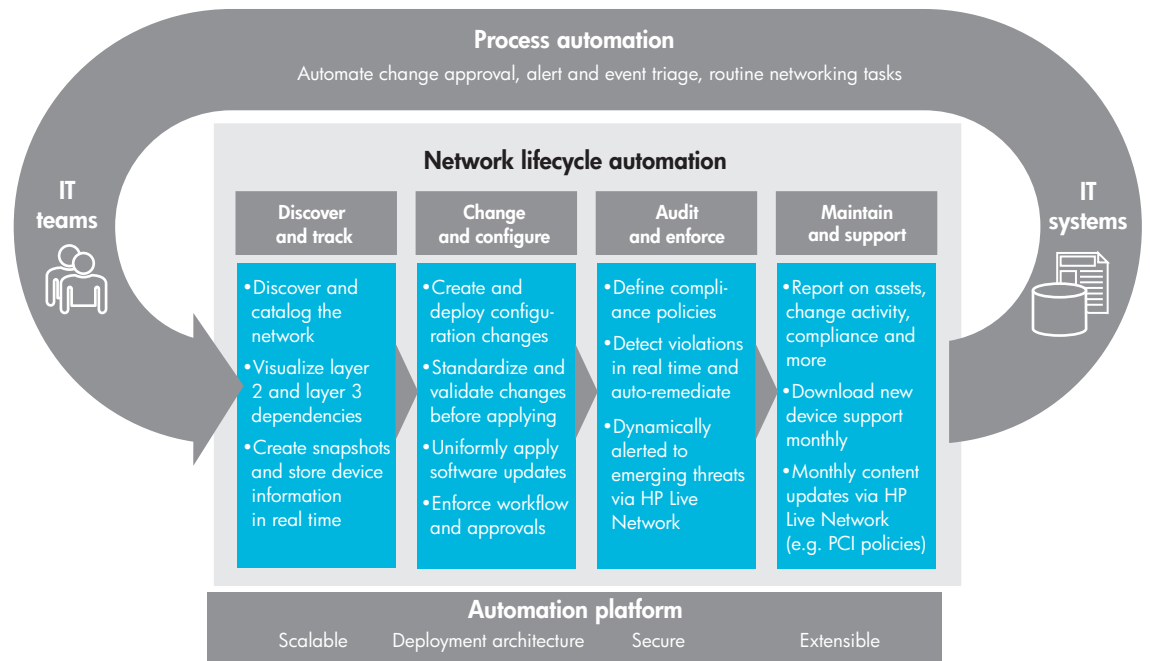 Process automation
Automate change approval, alert and event triage, routine networking tasks
IT
teams
IT
systems
Network lifecycle automation
Discover
and track
•Discover and
catalog the
network
•Visualize layer
2 and layer 3
dependencies
•Create snapshots
and store device
information
in real time
Change
and configure
•Create and
deploy configu-
ration changes
•Standardize and
validate changes
before applying
•Uniformly apply
software updates
•Enforce workflow
and approvals
Audit
and enforce
•Define compli-
ance policies
•Detect violations
in real time and
auto-remediate
•Dynamically
alerted to
emerging threats
via HP Live
Network
Maintain
and support
•Report on assets,
change activity,
compliance and
more
•Download new
device support
monthly
•Monthly content
updates via HP
Live Network
(e.g. PCI policies)
Automation platform
Scalable Deployment architecture Secure Extensible